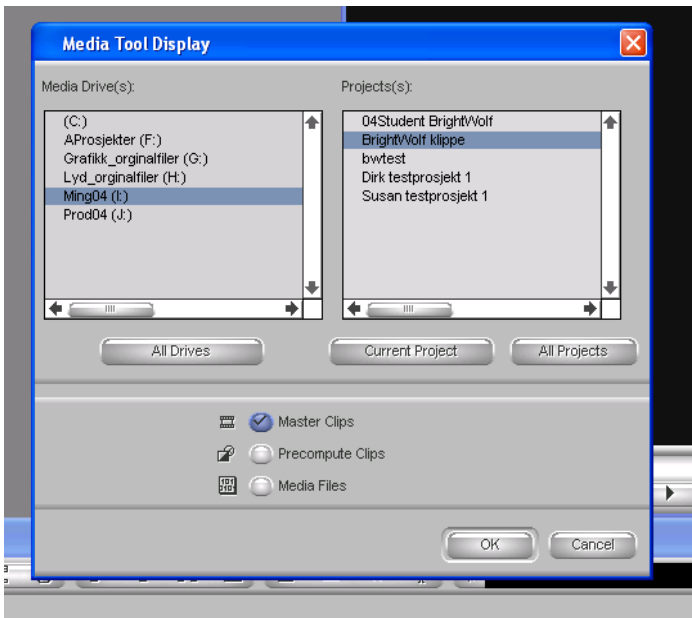 Media Tool Display
Media Drive(s):
(C:)
AProsjekter (F:)
Grafikk_orginalfiler (G:)
Lyd_orginalfiler (H:)
Ming04 (I:)
Prod04 (J:)
Projects(s):
04Student BrightWolf
BrightWolf klippe
bwtest
Dirk testprosjekt 1
Susan testprosjekt 1
All Drives
Current Project
All Projects
Master Clips
Precompute Clips
Media Files
OK
Cancel